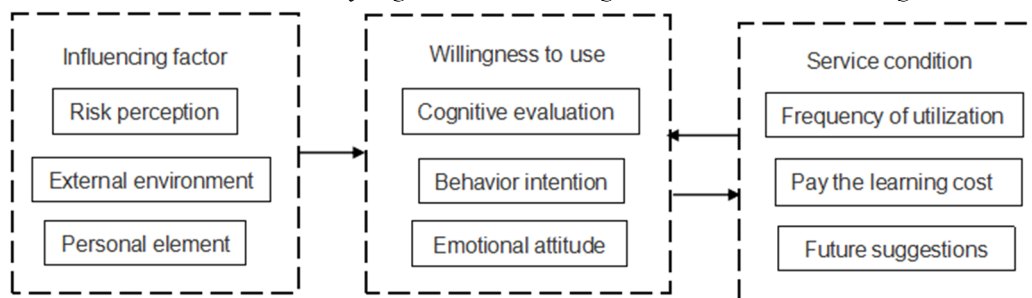 Influencing factor
Risk perception
External environment
Personal element
Willingness to use
Cognitive evaluation
Behavior intention
Emotional attitude
Service condition
Frequency of utilization
Pay the learning cost
Future suggestions